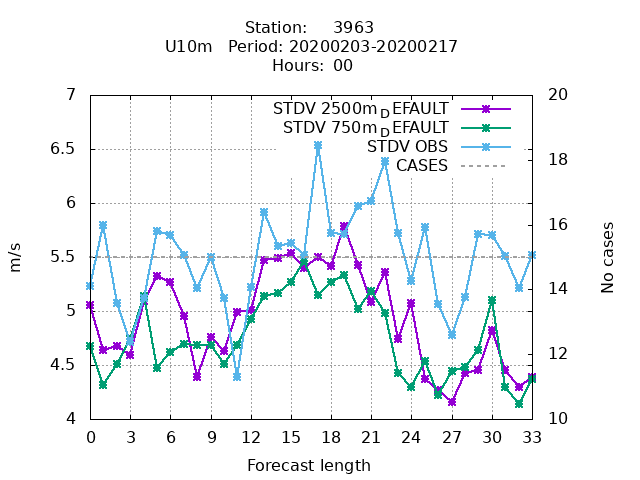 Station: 3963
U10m Period: 20200203-20200217
Hours: 00
7 20
STDV 2500m_DEFAULT
STDV 750m_DEFAULT
STDV OBS
CASES
6.5 18
6 16
5.5
m/s No cases
5 14
4.5 12
4 10
0 3 6 9 12 15 18 21 24 27 30 33
Forecast length